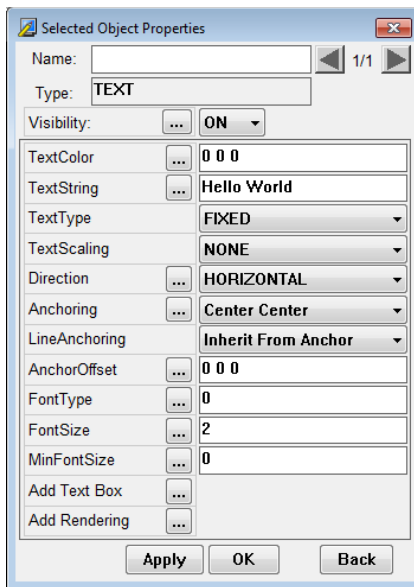 Selected Object Properties
Name: 1/1
Type: TEXT
Visibility: ... ON
TextColor ... 0 0 0
TextString ... Hello World
TextType FIXED
TextScaling NONE
Direction ... HORIZONTAL
Anchoring ... Center Center
LineAnchoring Inherit From Anchor
AnchorOffset ... 0 0 0
FontType ... 0
FontSize ... 2
MinFontSize ... 0
Add Text Box ...
Add Rendering ...
Apply OK Back